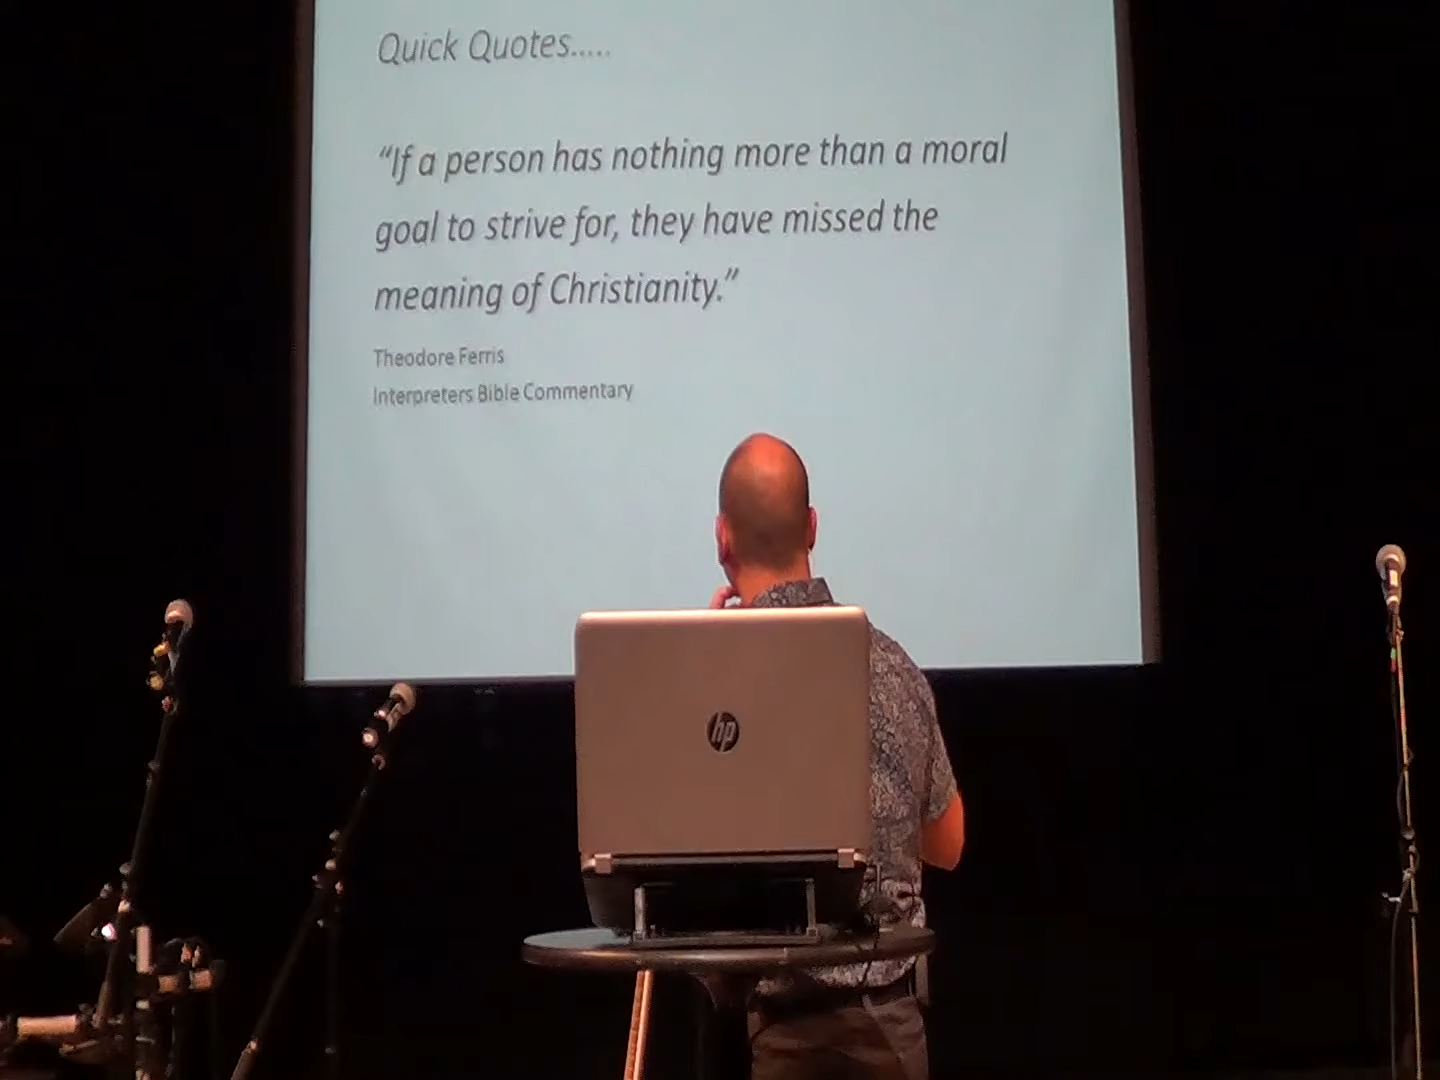 Quick Quotes.....
“If a person has nothing more than a moral
goal to strive for, they have missed the
meaning of Christianity.”
Theodore Ferris
Interpreters Bible Commentary
hp